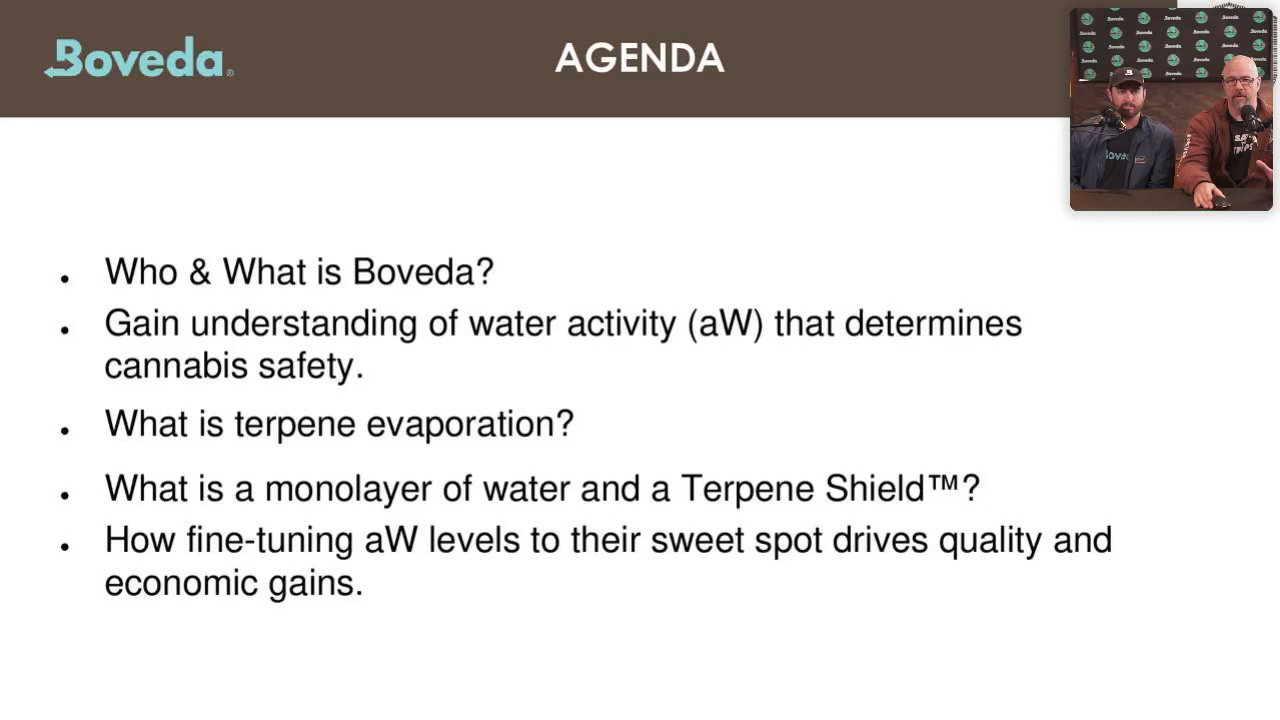 Boveda®
AGENDA
• Who & What is Boveda?
• Gain understanding of water activity (aW) that determines
cannabis safety.
• What is terpene evaporation?
• What is a monolayer of water and a Terpene Shield™?
• How fine-tuning aW levels to their sweet spot drives quality and
economic gains.